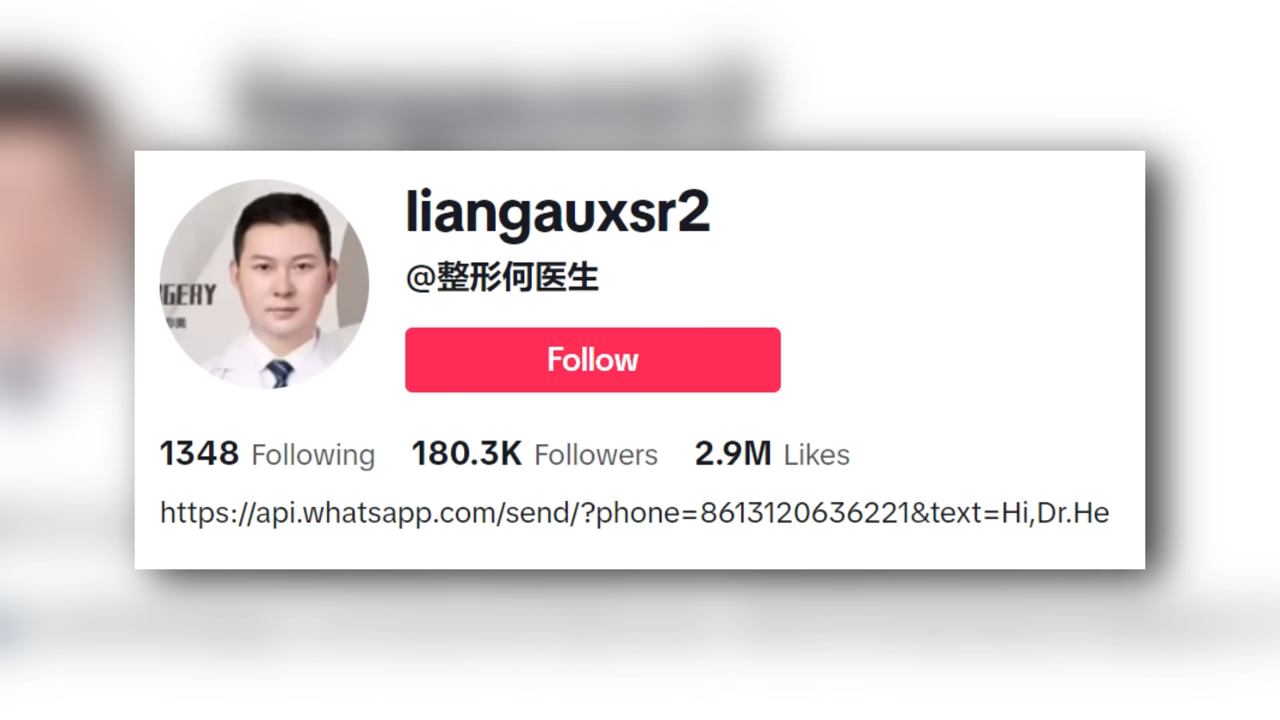 liangauxsr2
@整形何医生
Follow
1348 Following 180.3K Followers 2.9M Likes
https://api.whatsapp.com/send/?phone=8613120636221&text=Hi,Dr.He
GERY